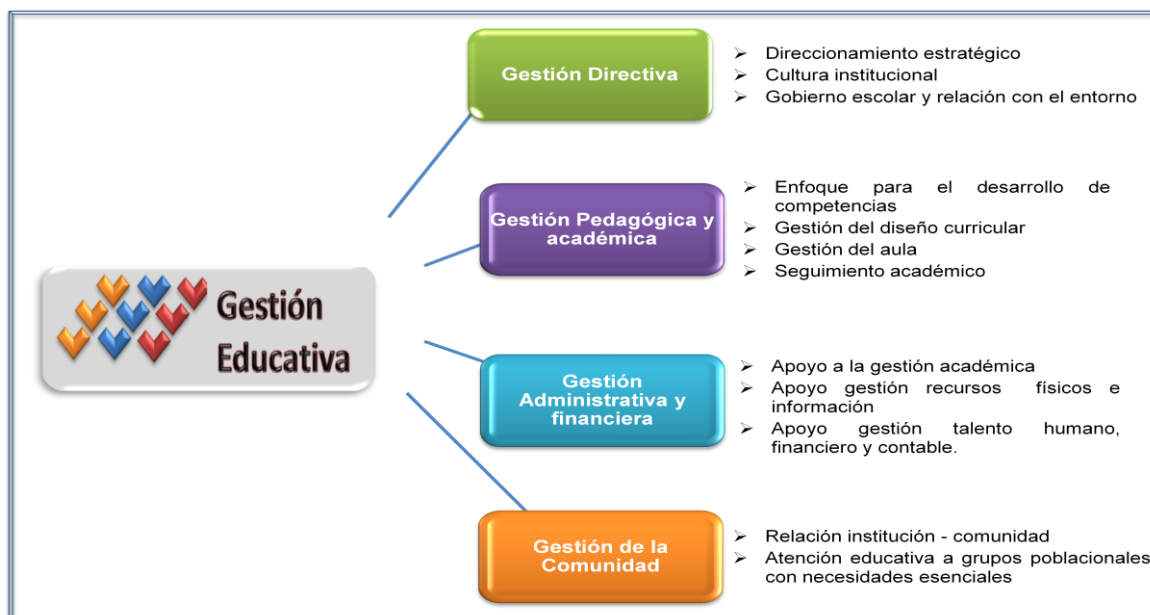 Gestión Directiva
Direccionamiento estratégico
Cultura institucional
Gobierno escolar y relación con el entorno
Gestión Pedagógica y
académica
Enfoque para el desarrollo de
competencias
Gestión del diseño curricular
Gestión del aula
Seguimiento académico
Gestión
Educativa
Gestión
Administrativa y
financiera
Apoyo a la gestión académica
Apoyo gestión recursos físicos e
información
Apoyo gestión talento humano,
financiero y contable.
Gestión de la
Comunidad
Relación institución - comunidad
Atención educativa a grupos poblacionales
con necesidades esenciales